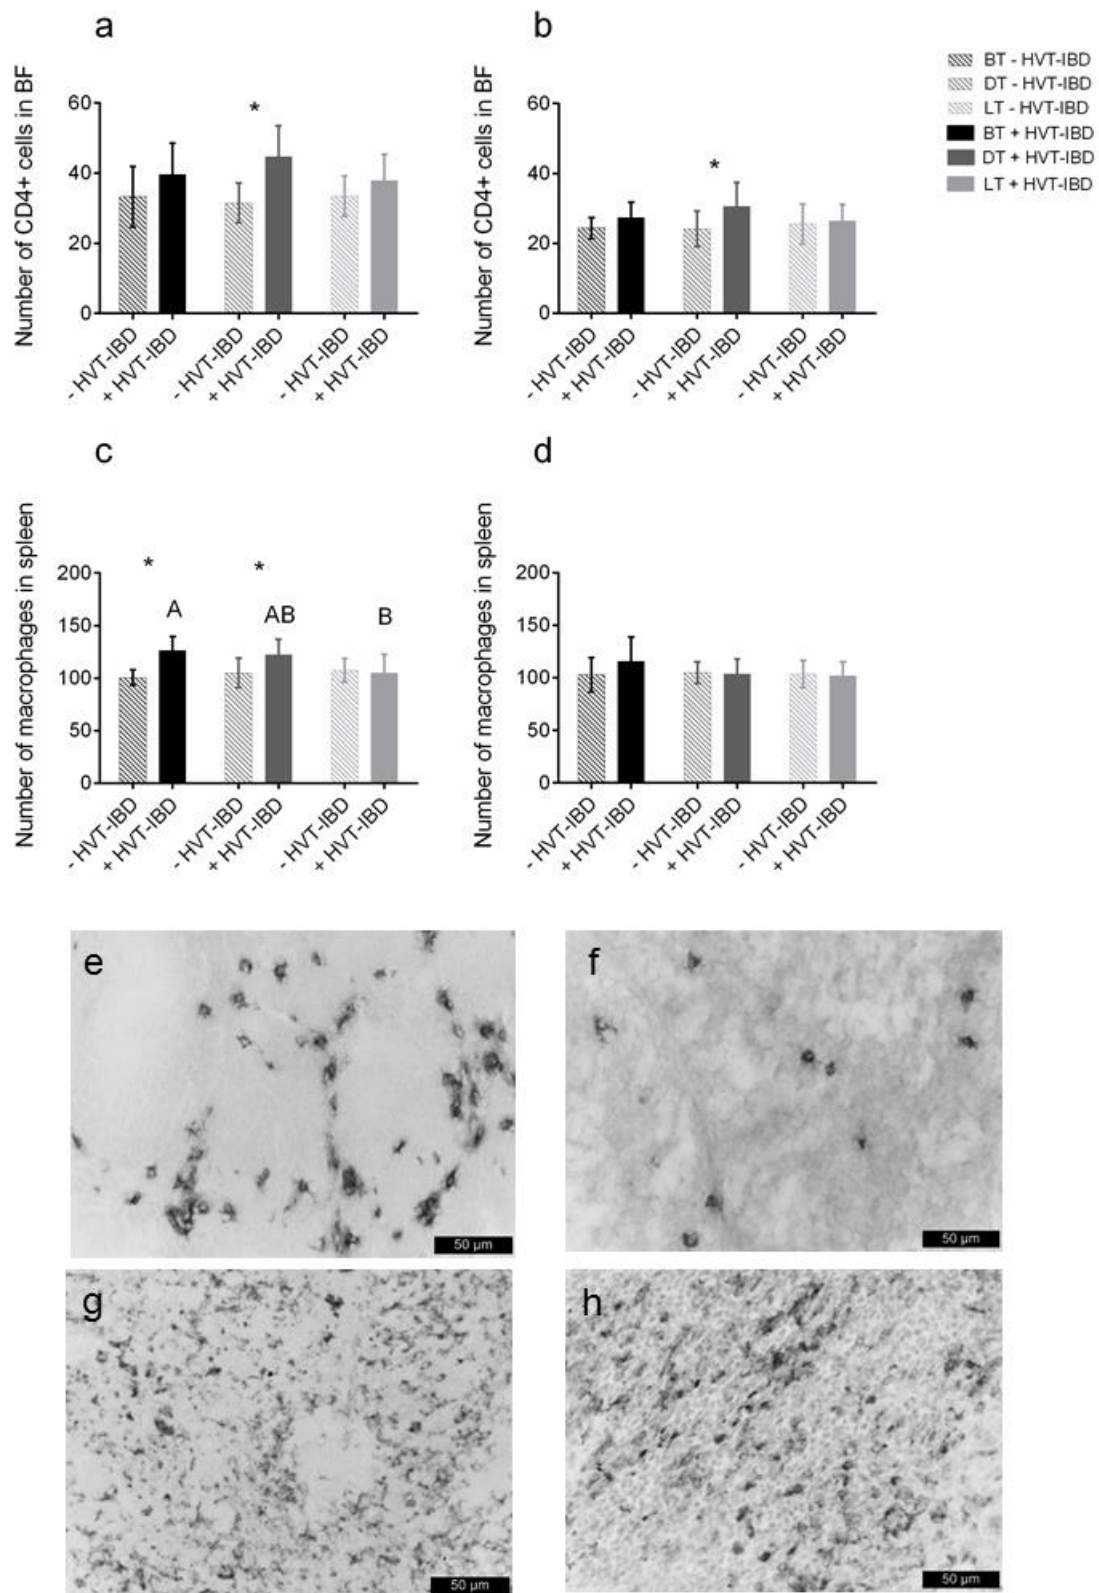 a
b
BT - HVT-IBD
DT - HVT-IBD
LT - HVT-IBD
BT + HVT-IBD
DT + HVT-IBD
LT + HVT-IBD
Number of CD4+ cells in BF
60
40
20
0
*
- HVT-IBD
+ HVT-IBD
- HVT-IBD
+ HVT-IBD
- HVT-IBD
+ HVT-IBD
Number of CD4+ cells in BF
60
40
20
0
*
- HVT-IBD
+ HVT-IBD
- HVT-IBD
+ HVT-IBD
- HVT-IBD
+ HVT-IBD
c
d
Number of macrophages in spleen
200
150
100
50
0
*
*
A
AB
B
- HVT-IBD
+ HVT-IBD
- HVT-IBD
+ HVT-IBD
- HVT-IBD
+ HVT-IBD
Number of macrophages in spleen
200
150
100
50
0
- HVT-IBD
+ HVT-IBD
- HVT-IBD
+ HVT-IBD
- HVT-IBD
+ HVT-IBD
e
50 µm
f
50 µm
g
50 µm
h
50 µm